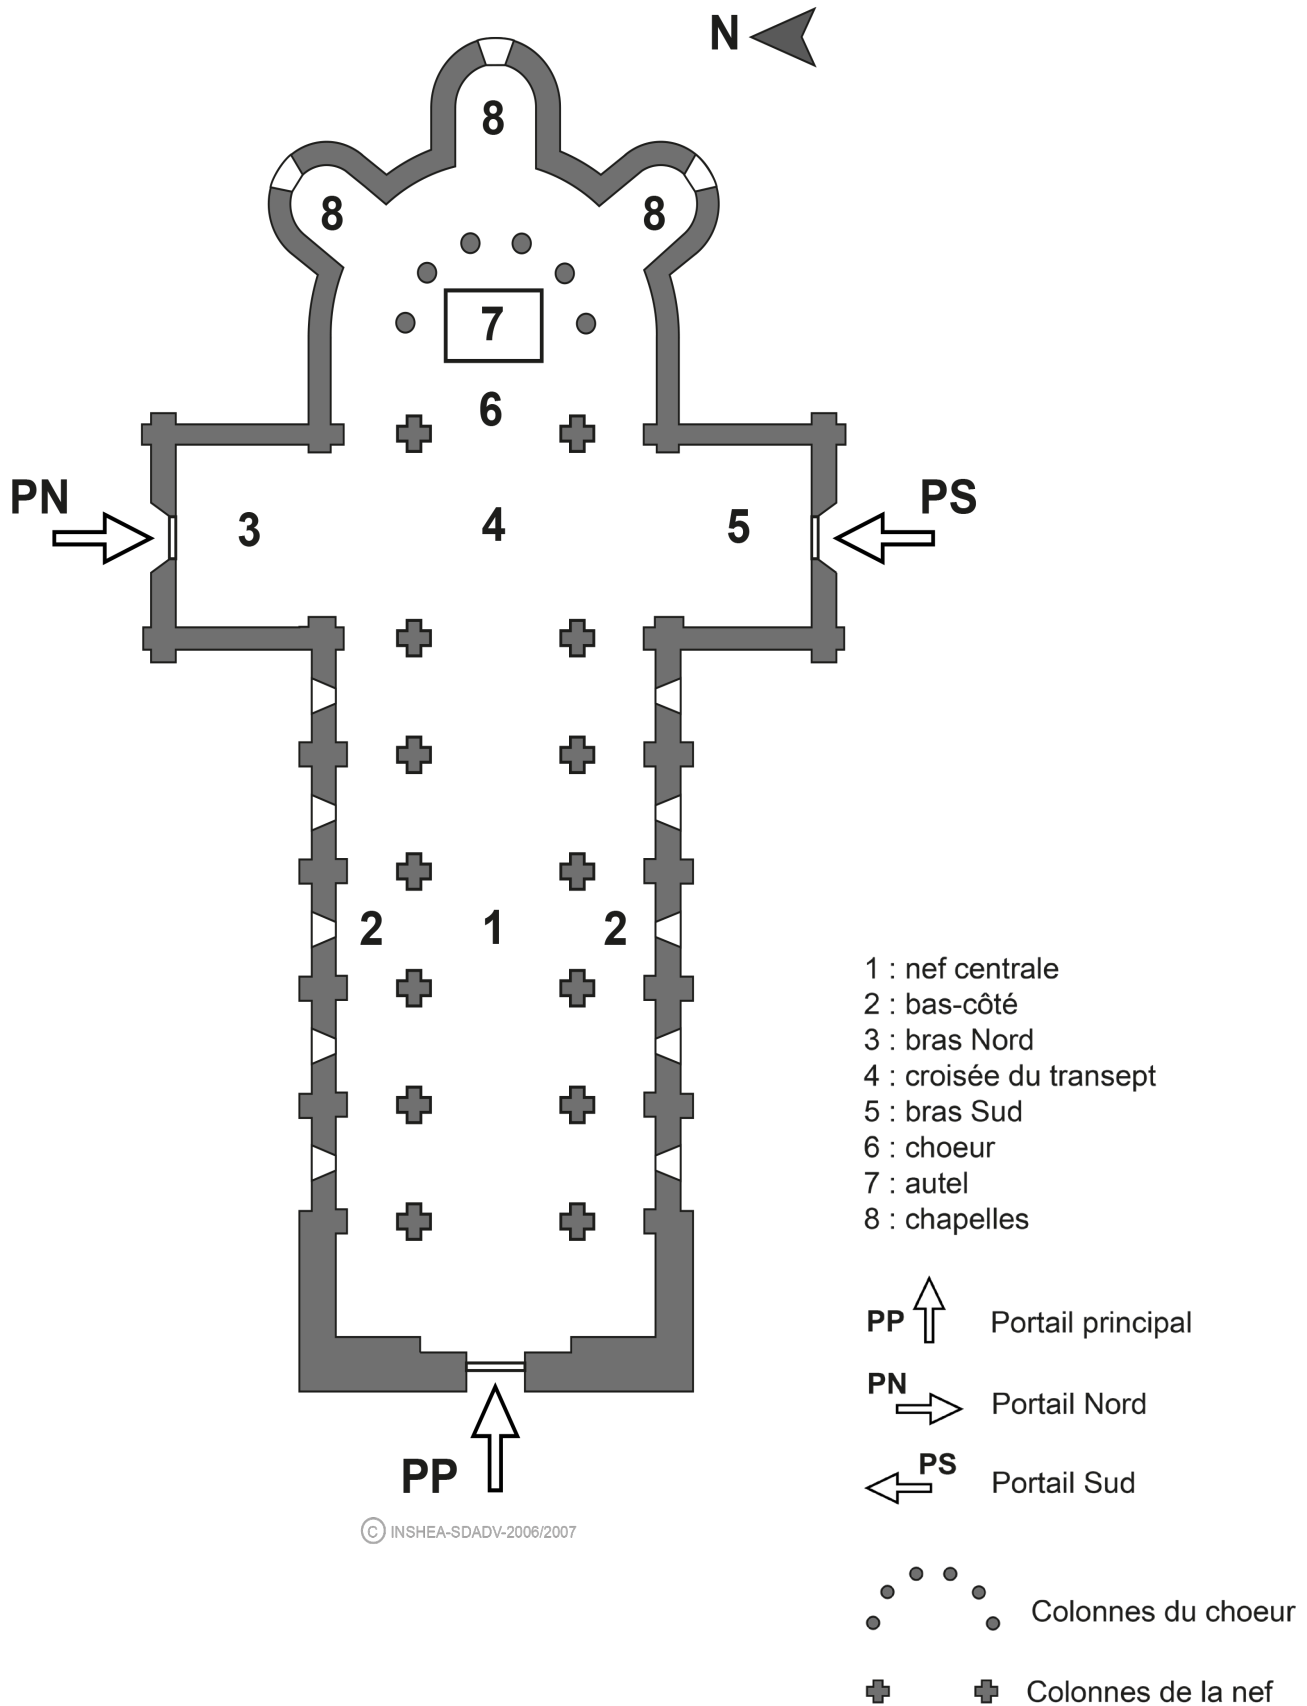 N
8
8
8
7
6
PN
PS
3
4
5
2
1
2
1 : nef centrale
2 : bas-côté
3 : bras Nord
4 : croisée du transept
5 : bras Sud
6 : choeur
7 : autel
8 : chapelles
PP Portail principal
PN Portail Nord
PS Portail Sud
PP
© INSHEA-SDADV-2006/2007
Colonnes du choeur
Colonnes de la nef